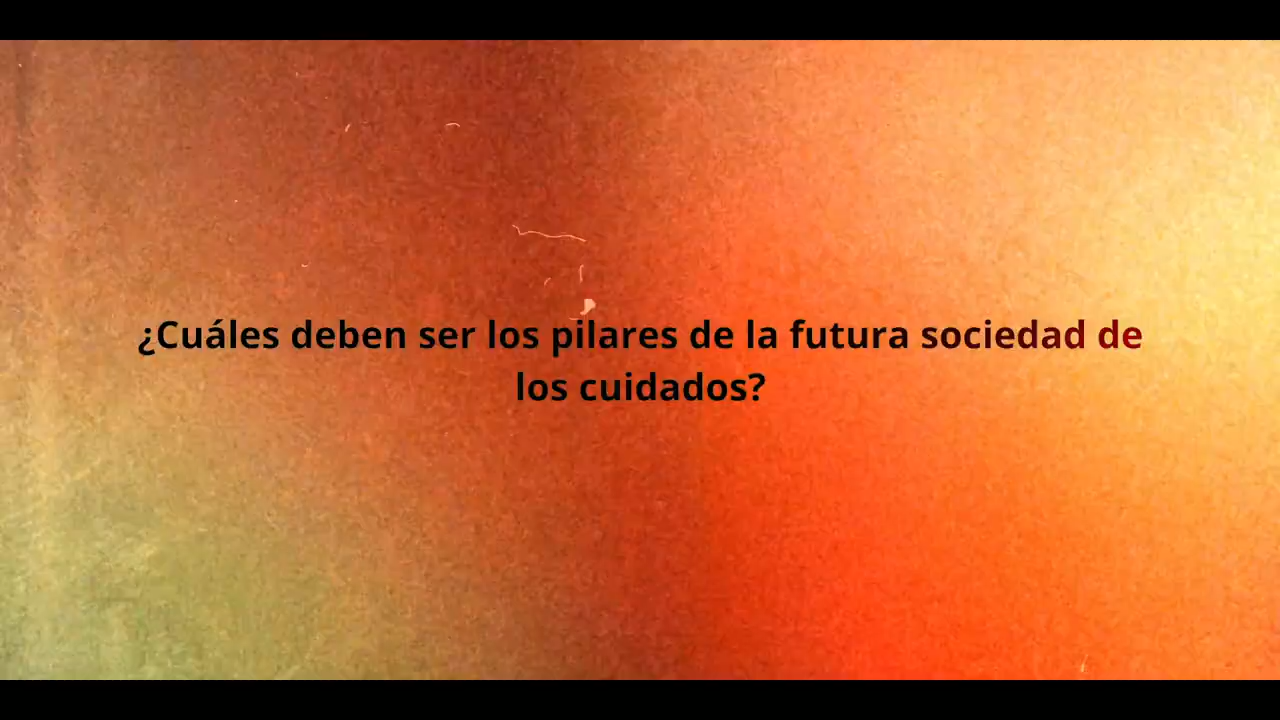 ¿Cuáles deben ser los pilares de la futura sociedad de
los cuidados?